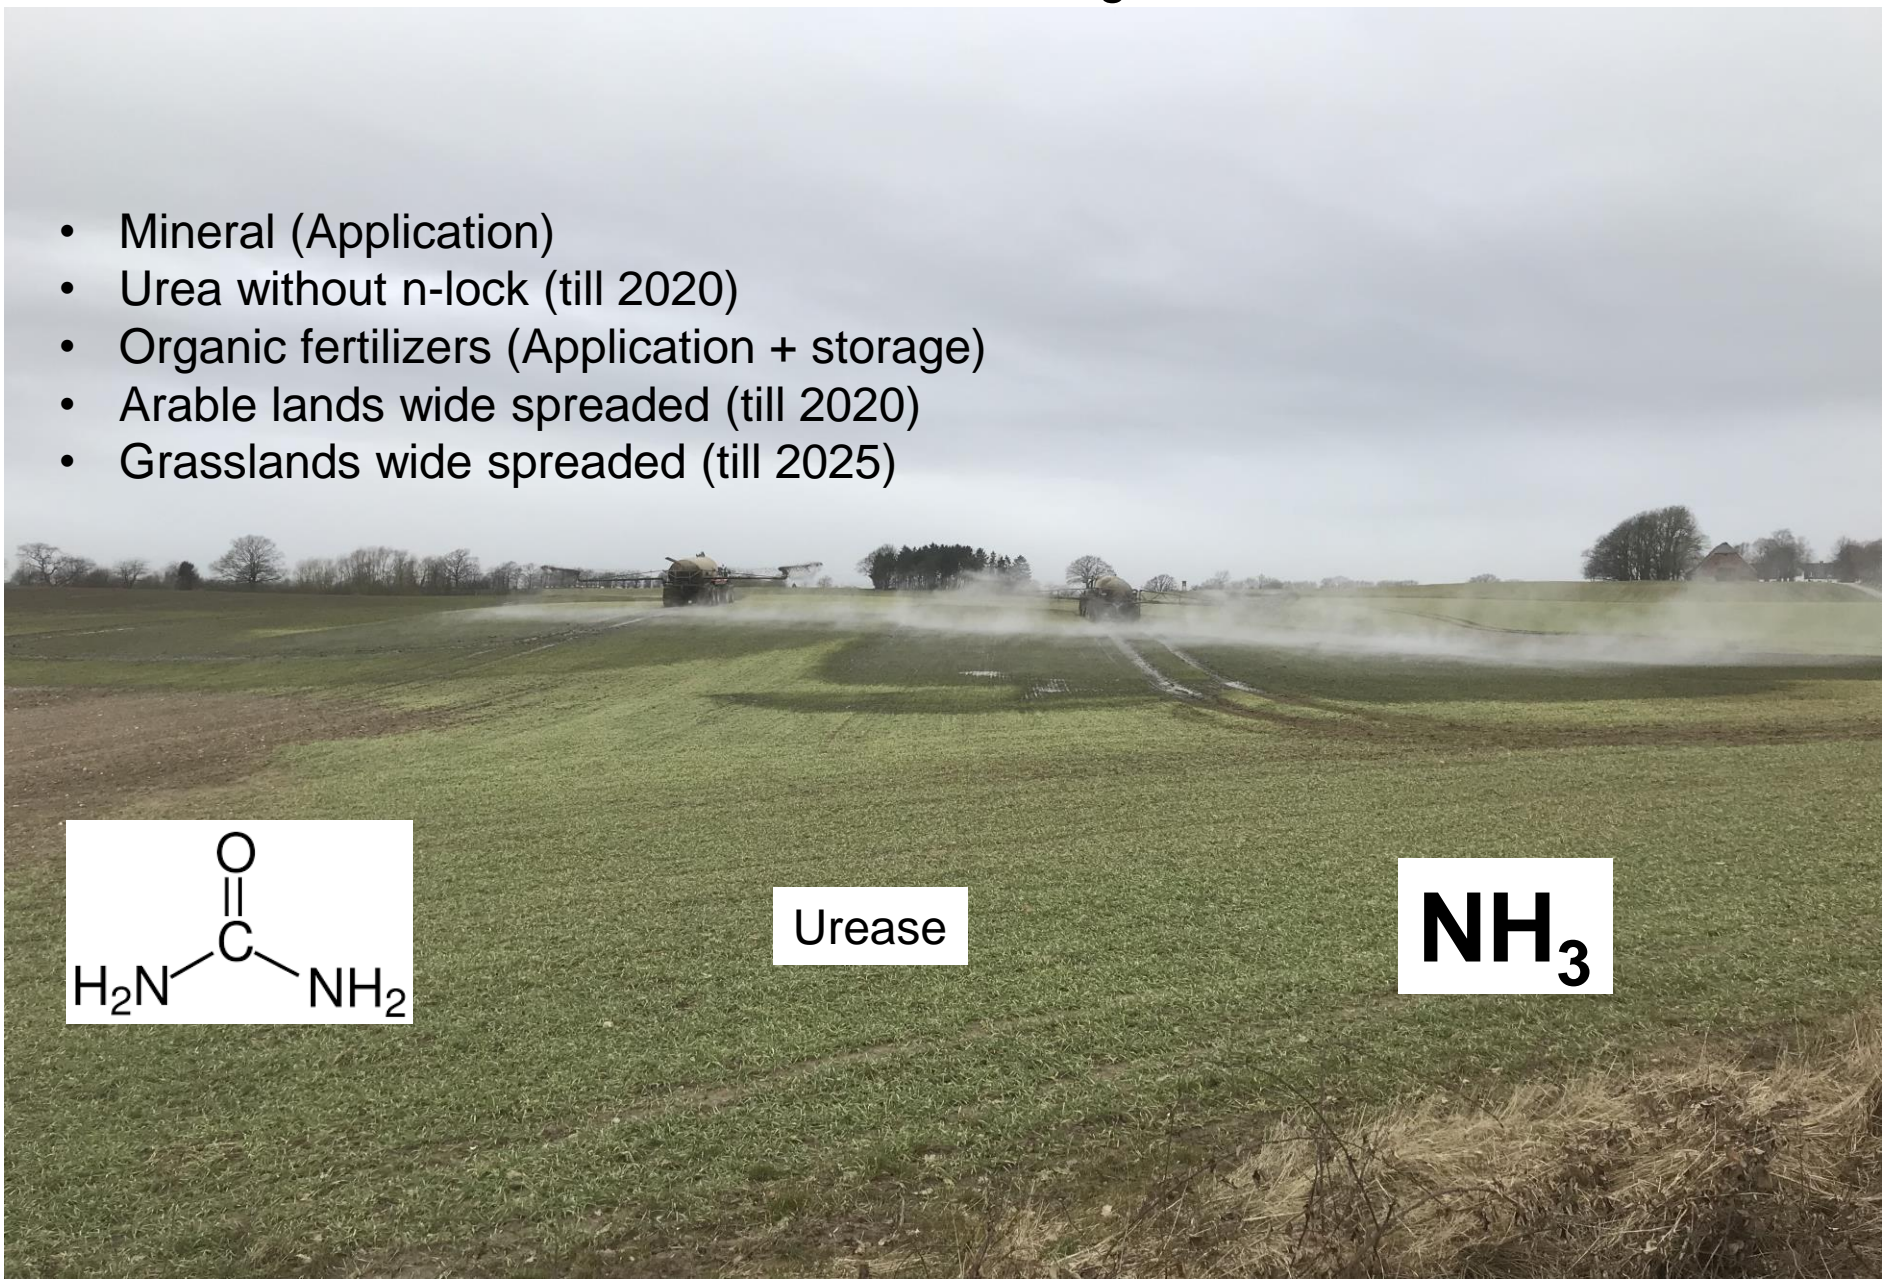 • Mineral (Application)
• Urea without n-lock (till 2020)
• Organic fertilizers (Application + storage)
• Arable lands wide spreaded (till 2020)
• Grasslands wide spreaded (till 2025)
O
C
H₂N NH₂
Urease
NH₃